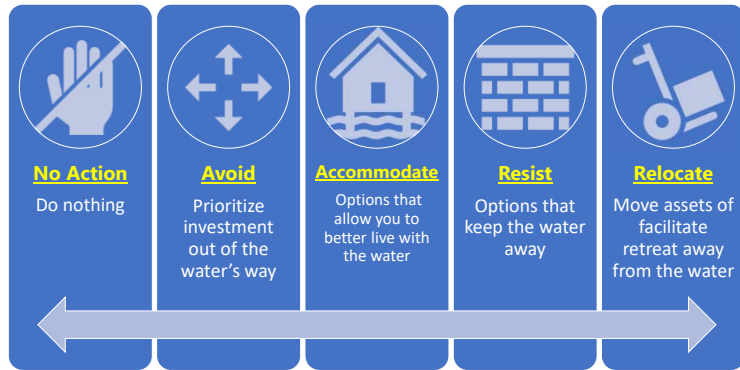 No Action
Do nothing
Avoid
Prioritize
investment
out of the
water's way
Accommodate
Options that
allow you to
better live with
the water
Resist
Options that
keep the water
away
Relocate
Move assets of
facilitate
retreat away
from the water